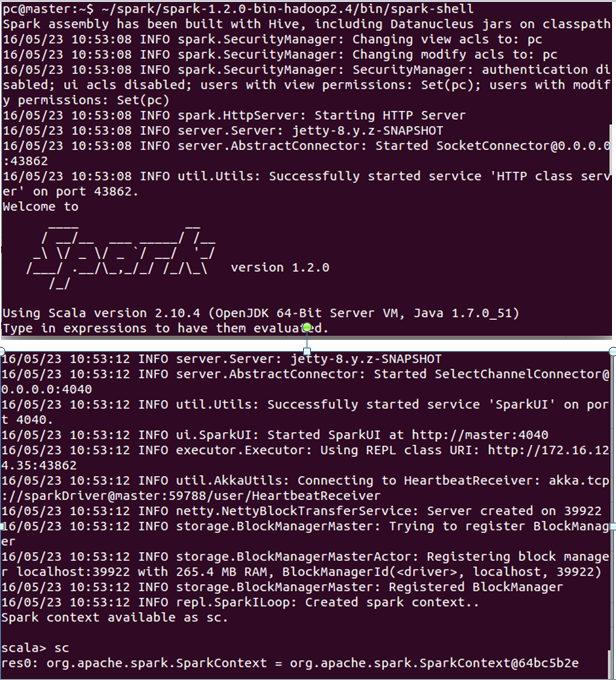 pc@master:~$ ~/spark/spark-1.2.0-bin-hadoop2.4/bin/spark-shell
Spark assembly has been built with Hive, including Datanucleus jars on classpath
16/05/23 10:53:08 INFO spark.SecurityManager: Changing view acls to: pc
16/05/23 10:53:08 INFO spark.SecurityManager: Changing modify acls to: pc
16/05/23 10:53:08 INFO spark.SecurityManager: SecurityManager: authentication di
sabled; ui acls disabled; users with view permissions: Set(pc); users with modif
y permissions: Set(pc)
16/05/23 10:53:08 INFO spark.HttpServer: Starting HTTP Server
16/05/23 10:53:08 INFO server.Server: jetty-8.y.z-SNAPSHOT
16/05/23 10:53:08 INFO server.AbstractConnector: Started SocketConnector@0.0.0.0
:43862
16/05/23 10:53:08 INFO util.Utils: Successfully started service 'HTTP class serv
er' on port 43862.
Welcome to
Spark version 1.2.0
Using Scala version 2.10.4 (OpenJDK 64-Bit Server VM, Java 1.7.0_51)
Type in expressions to have them evaluated.
16/05/23 10:53:12 INFO server.Server: jetty-8.y.z-SNAPSHOT
16/05/23 10:53:12 INFO server.AbstractConnector: Started SelectChannelConnector@
0.0.0.0:4040
16/05/23 10:53:12 INFO util.Utils: Successfully started service 'SparkUI' on por
t 4040.
16/05/23 10:53:12 INFO ui.SparkUI: Started SparkUI at http://master:4040
16/05/23 10:53:12 INFO executor.Executor: Using REPL class URI: http://172.16.12
4.35:43862
16/05/23 10:53:12 INFO util.AkkaUtils: Connecting to HeartbeatReceiver: akka.tcp
://sparkDriver@master:59788/user/HeartbeatReceiver
16/05/23 10:53:12 INFO netty.NettyBlockTransferService: Server created on 39922
16/05/23 10:53:12 INFO storage.BlockManagerMaster: Trying to register BlockManag
er
16/05/23 10:53:12 INFO storage.BlockManagerMasterActor: Registering block manage
r localhost:39922 with 265.4 MB RAM, BlockManagerId(<driver>, localhost, 39922)
16/05/23 10:53:12 INFO storage.BlockManagerMaster: Registered BlockManager
16/05/23 10:53:12 INFO repl.SparkILoop: Created spark context..
Spark context available as sc.
scala> sc
res0: org.apache.spark.SparkContext = org.apache.spark.SparkContext@64bc5b2e